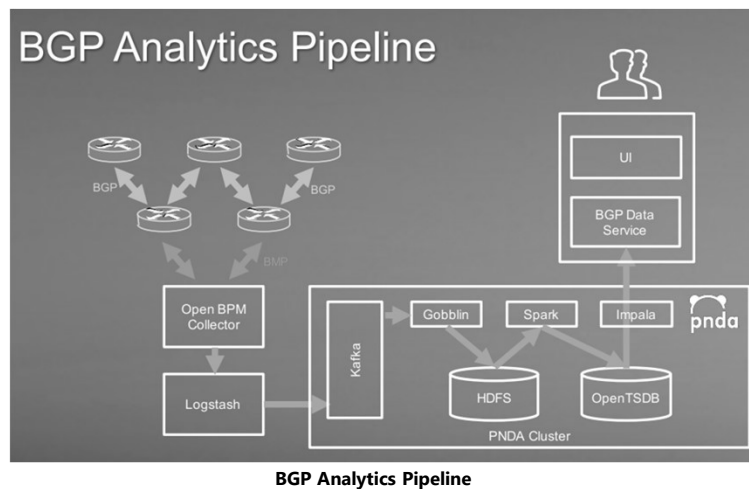 BGP Analytics Pipeline
BGP
BGP
BMP
UI
BGP Data
Service
Open BPM
Collector
Logstash
Kafka
Gobblin
Spark
Impala
pnda
HDFS
OpenTSDB
PNDA Cluster
BGP Analytics Pipeline